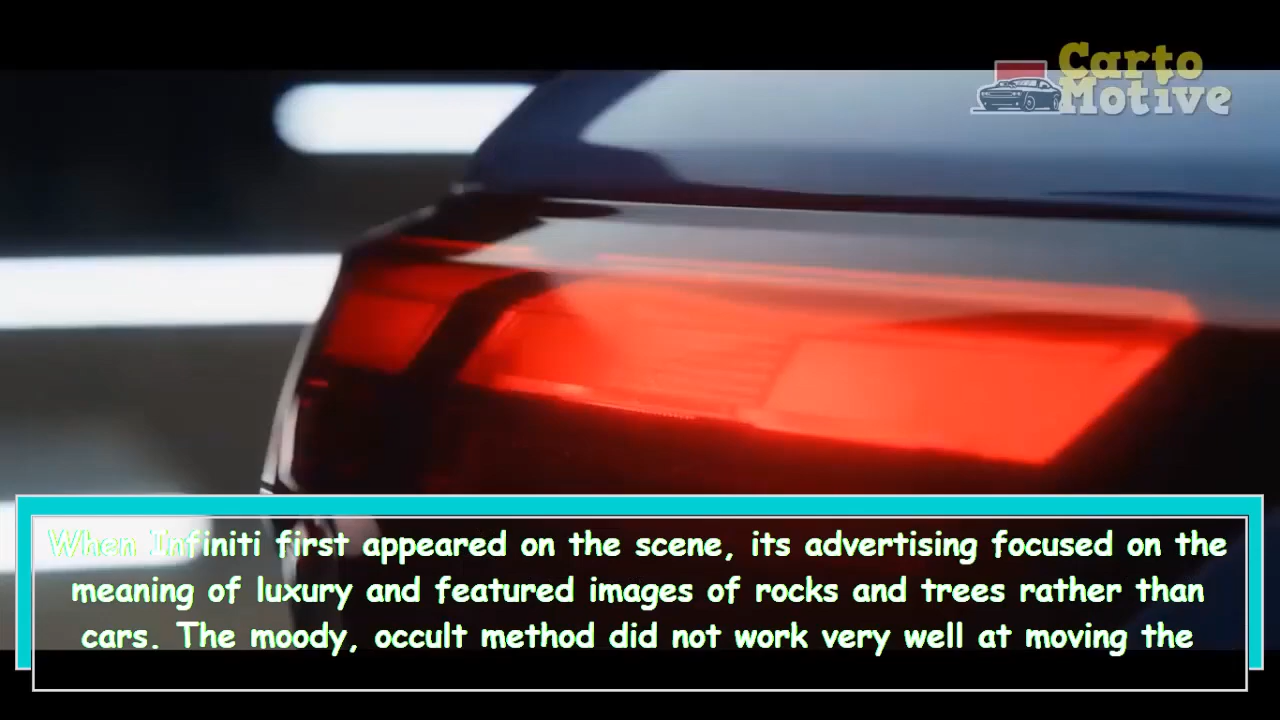 Carto
Motive
When Infiniti first appeared on the scene, its advertising focused on the
meaning of luxury and featured images of rocks and trees rather than
cars. The moody, occult method did not work very well at moving the